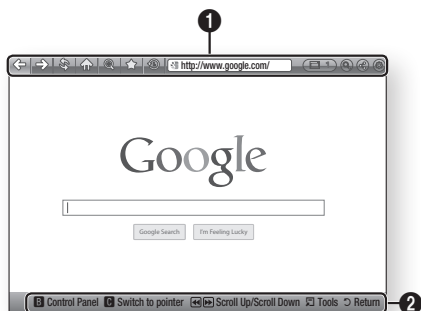 1
http://www.google.com/ 1
Google
Google Search I'm Feeling Lucky
B Control Panel C Switch to pointer Scroll Up/Scroll Down Tools Return
2